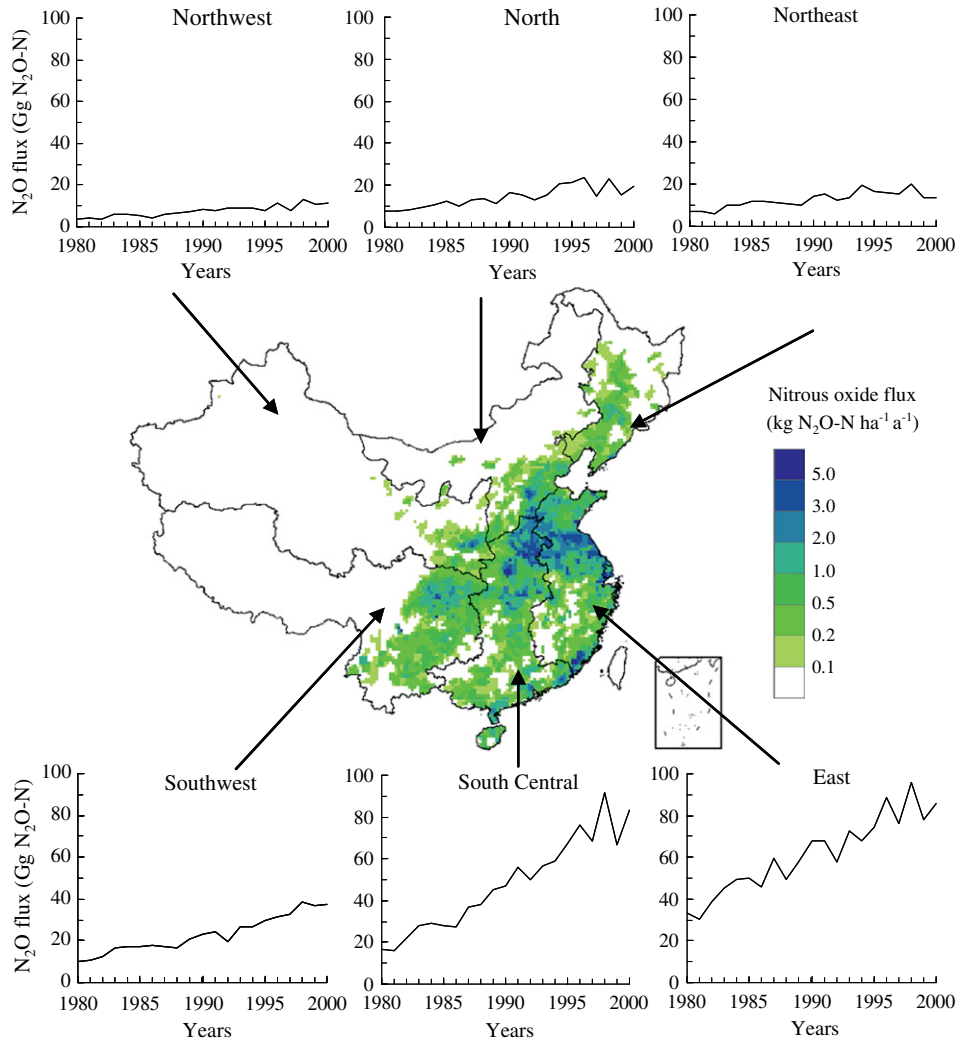 Northwest
North
Northeast
N₂O flux (Gg N₂O-N)
100
80
60
40
20
0
1980 1985 1990 1995 2000
Years
100
80
60
40
20
0
1980 1985 1990 1995 2000
Years
100
80
60
40
20
0
1980 1985 1990 1995 2000
Years
Nitrous oxide flux
(kg N₂O-N ha⁻¹ a⁻¹)
5.0
3.0
2.0
1.0
0.5
0.2
0.1
Southwest
South Central
East
N₂O flux (Gg N₂O-N)
100
80
60
40
20
0
1980 1985 1990 1995 2000
Years
100
80
60
40
20
0
1980 1985 1990 1995 2000
Years
100
80
60
40
20
0
1980 1985 1990 1995 2000
Years